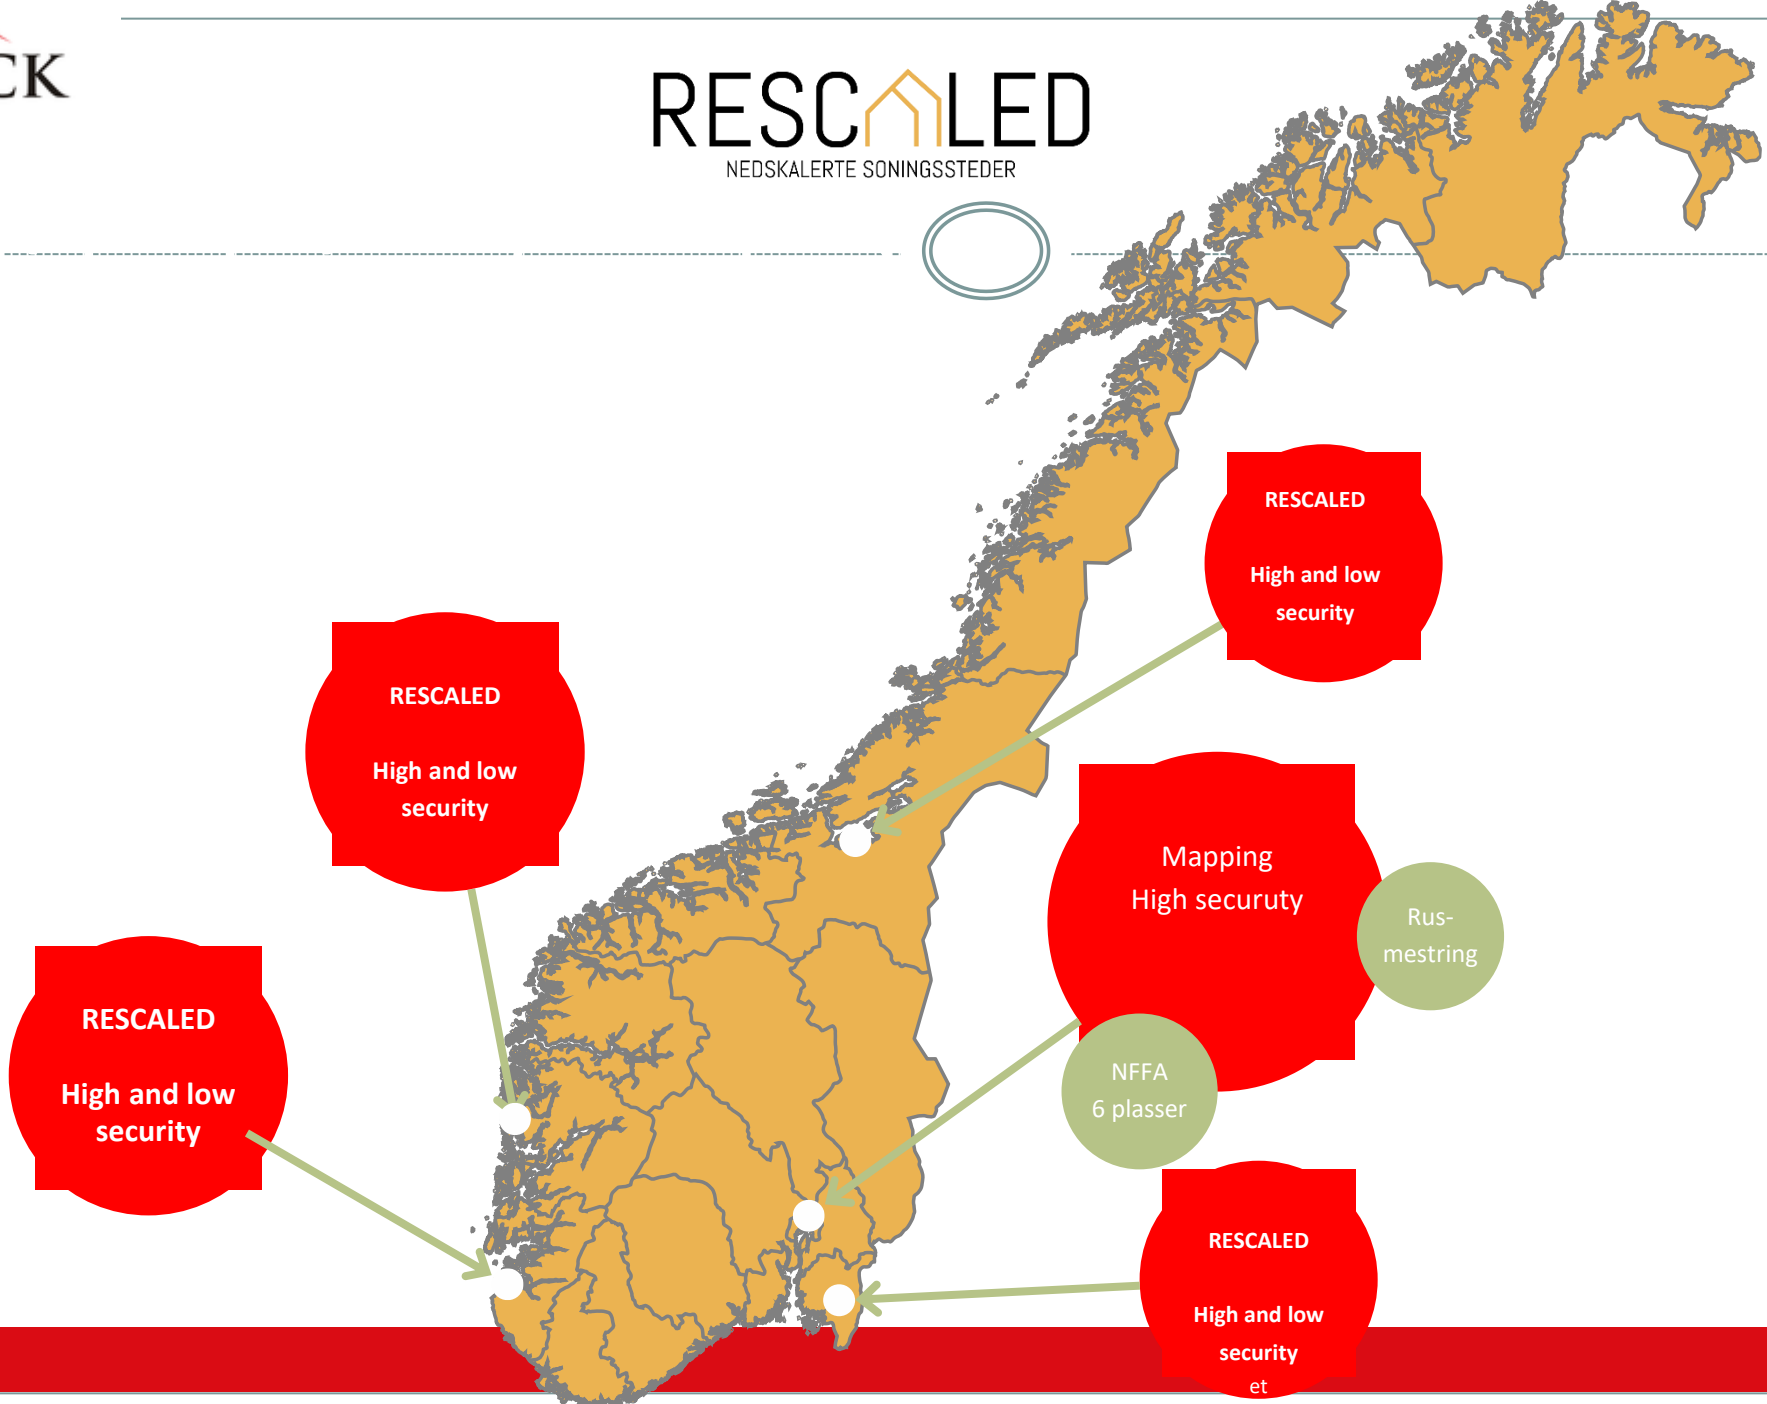 CK
RESCALED
NEDSKALERTE SONINGSSTEDER
RESCALED
High and low
security
RESCALED
High and low
security
Mapping
High securuty
Rus-
mestring
RESCALED
High and low
security
NFFA
6 plasser
RESCALED
High and low
security
et